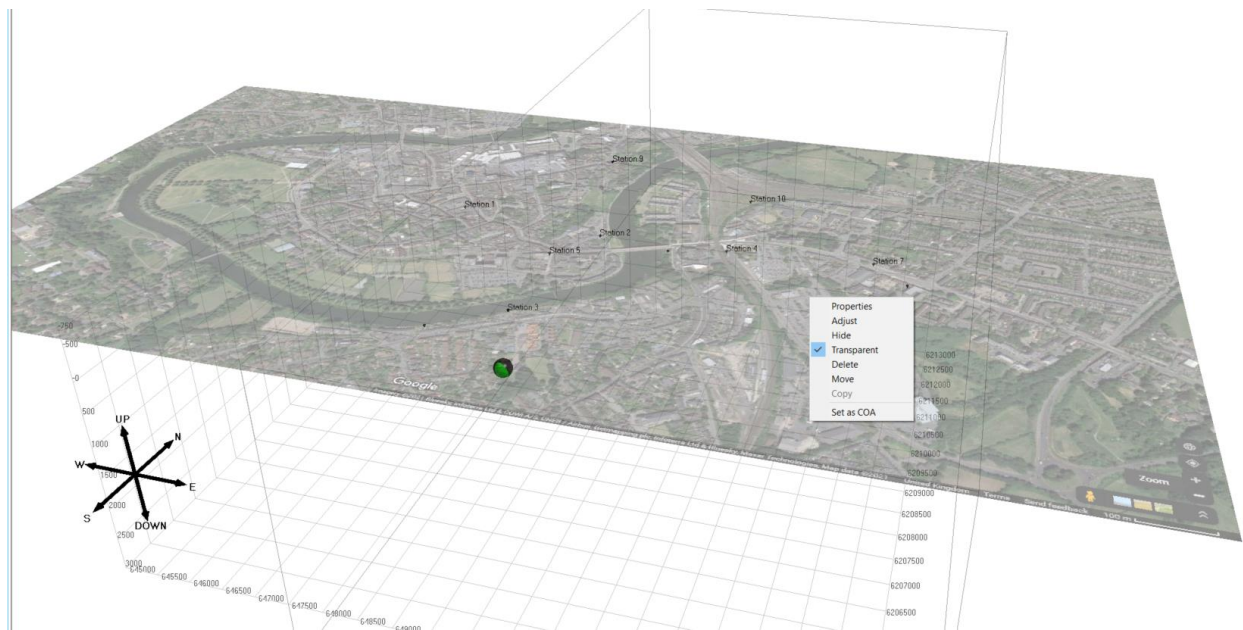 Station 9
Station 1
Station 10
Station 2
Station 5
Station 4
Station 7
Station 3
Properties
Adjust
Hide
Transparent
Delete
Move
Copy
Set as COA
Google
United Kingdom Terms Send feedback 100 m
Zoom
UP
N
W
E
S
DOWN
-750
-500
-0
500
1000
1500
2000
2500
3000
645000
645500
646000
646500
647000
647500
648000
648500
649000
6213000
6212500
6212000
6211500
6211000
6210500
6210000
6209500
6209000
6208500
6208000
6207500
6207000
6206500